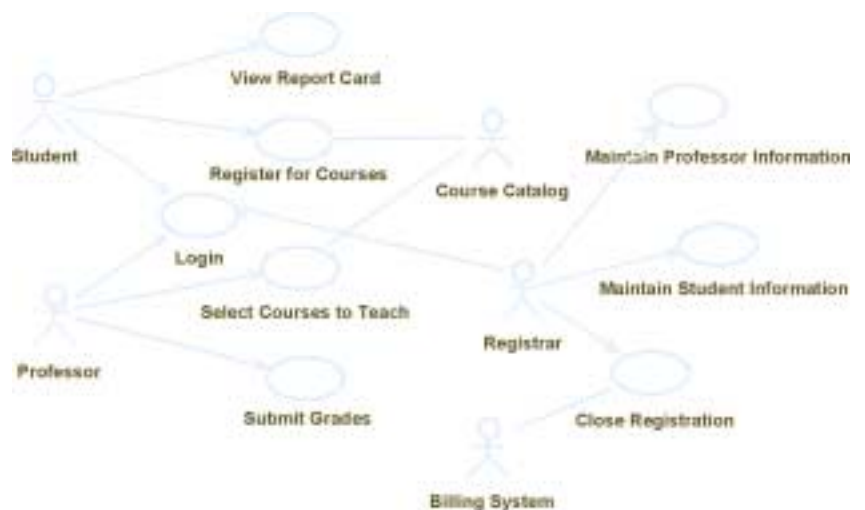 View Report Card
Student
Register for Courses
Course Catalog
Maintain Professor Information
Login
Select Courses to Teach
Registrar
Maintain Student Information
Professor
Submit Grades
Close Registration
Billing System